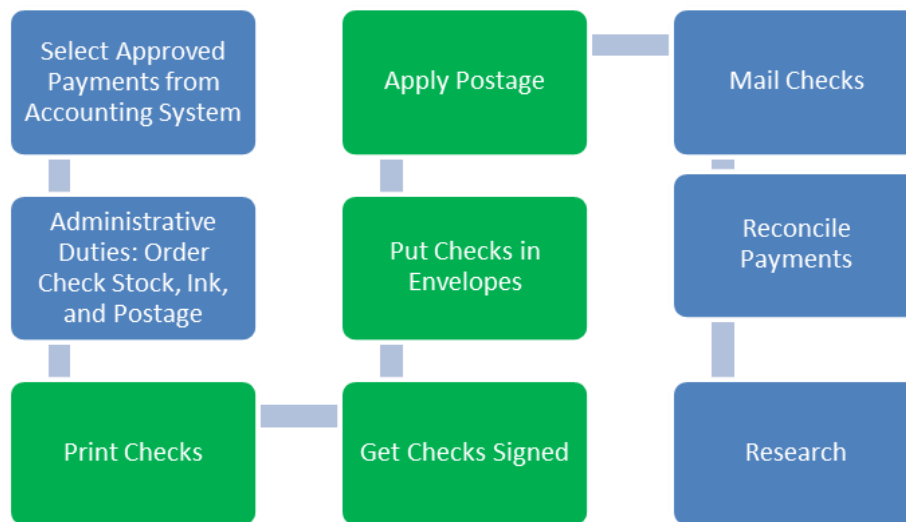 Select Approved
Payments from
Accounting System
Administrative
Duties: Order
Check Stock, Ink,
and Postage
Print Checks
Get Checks Signed
Put Checks in
Envelopes
Apply Postage
Mail Checks
Reconcile
Payments
Research